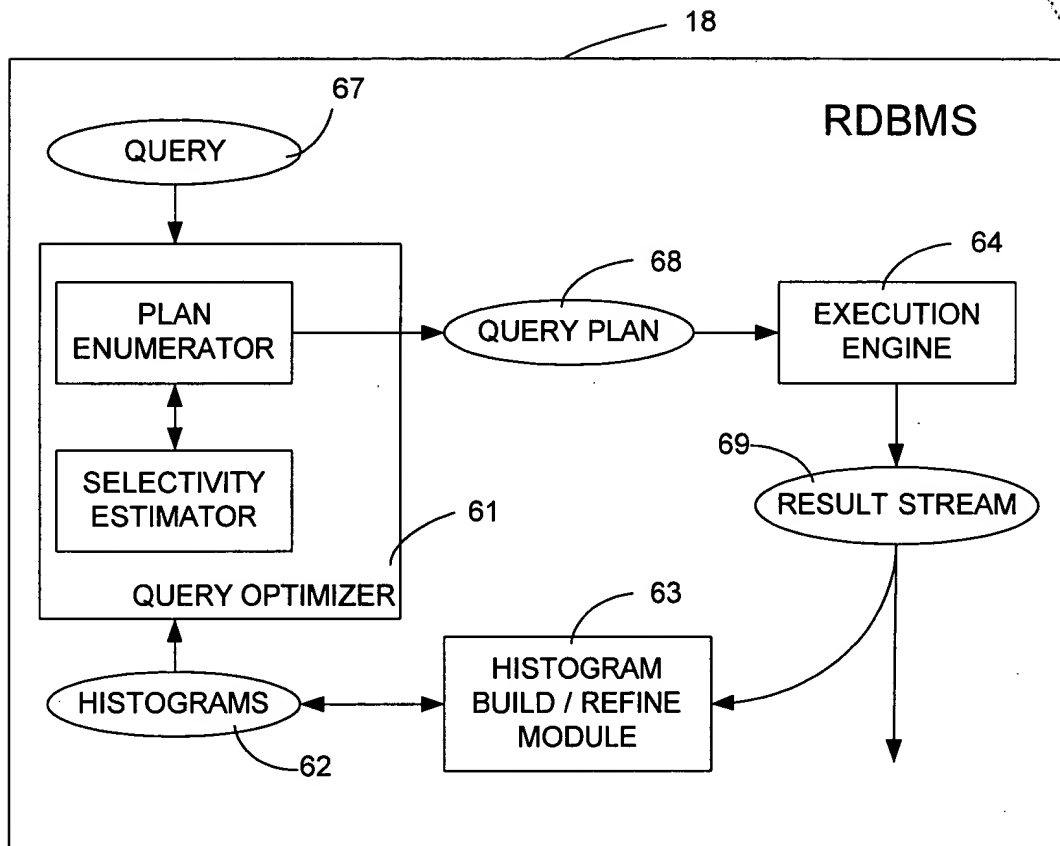 18
67
RDBMS
QUERY
64
68
PLAN
ENUMERATOR
QUERY PLAN
EXECUTION
ENGINE
69
SELECTIVITY
ESTIMATOR
RESULT STREAM
61
QUERY OPTIMIZER
63
HISTOGRAMS
HISTOGRAM
BUILD / REFINE
MODULE
62